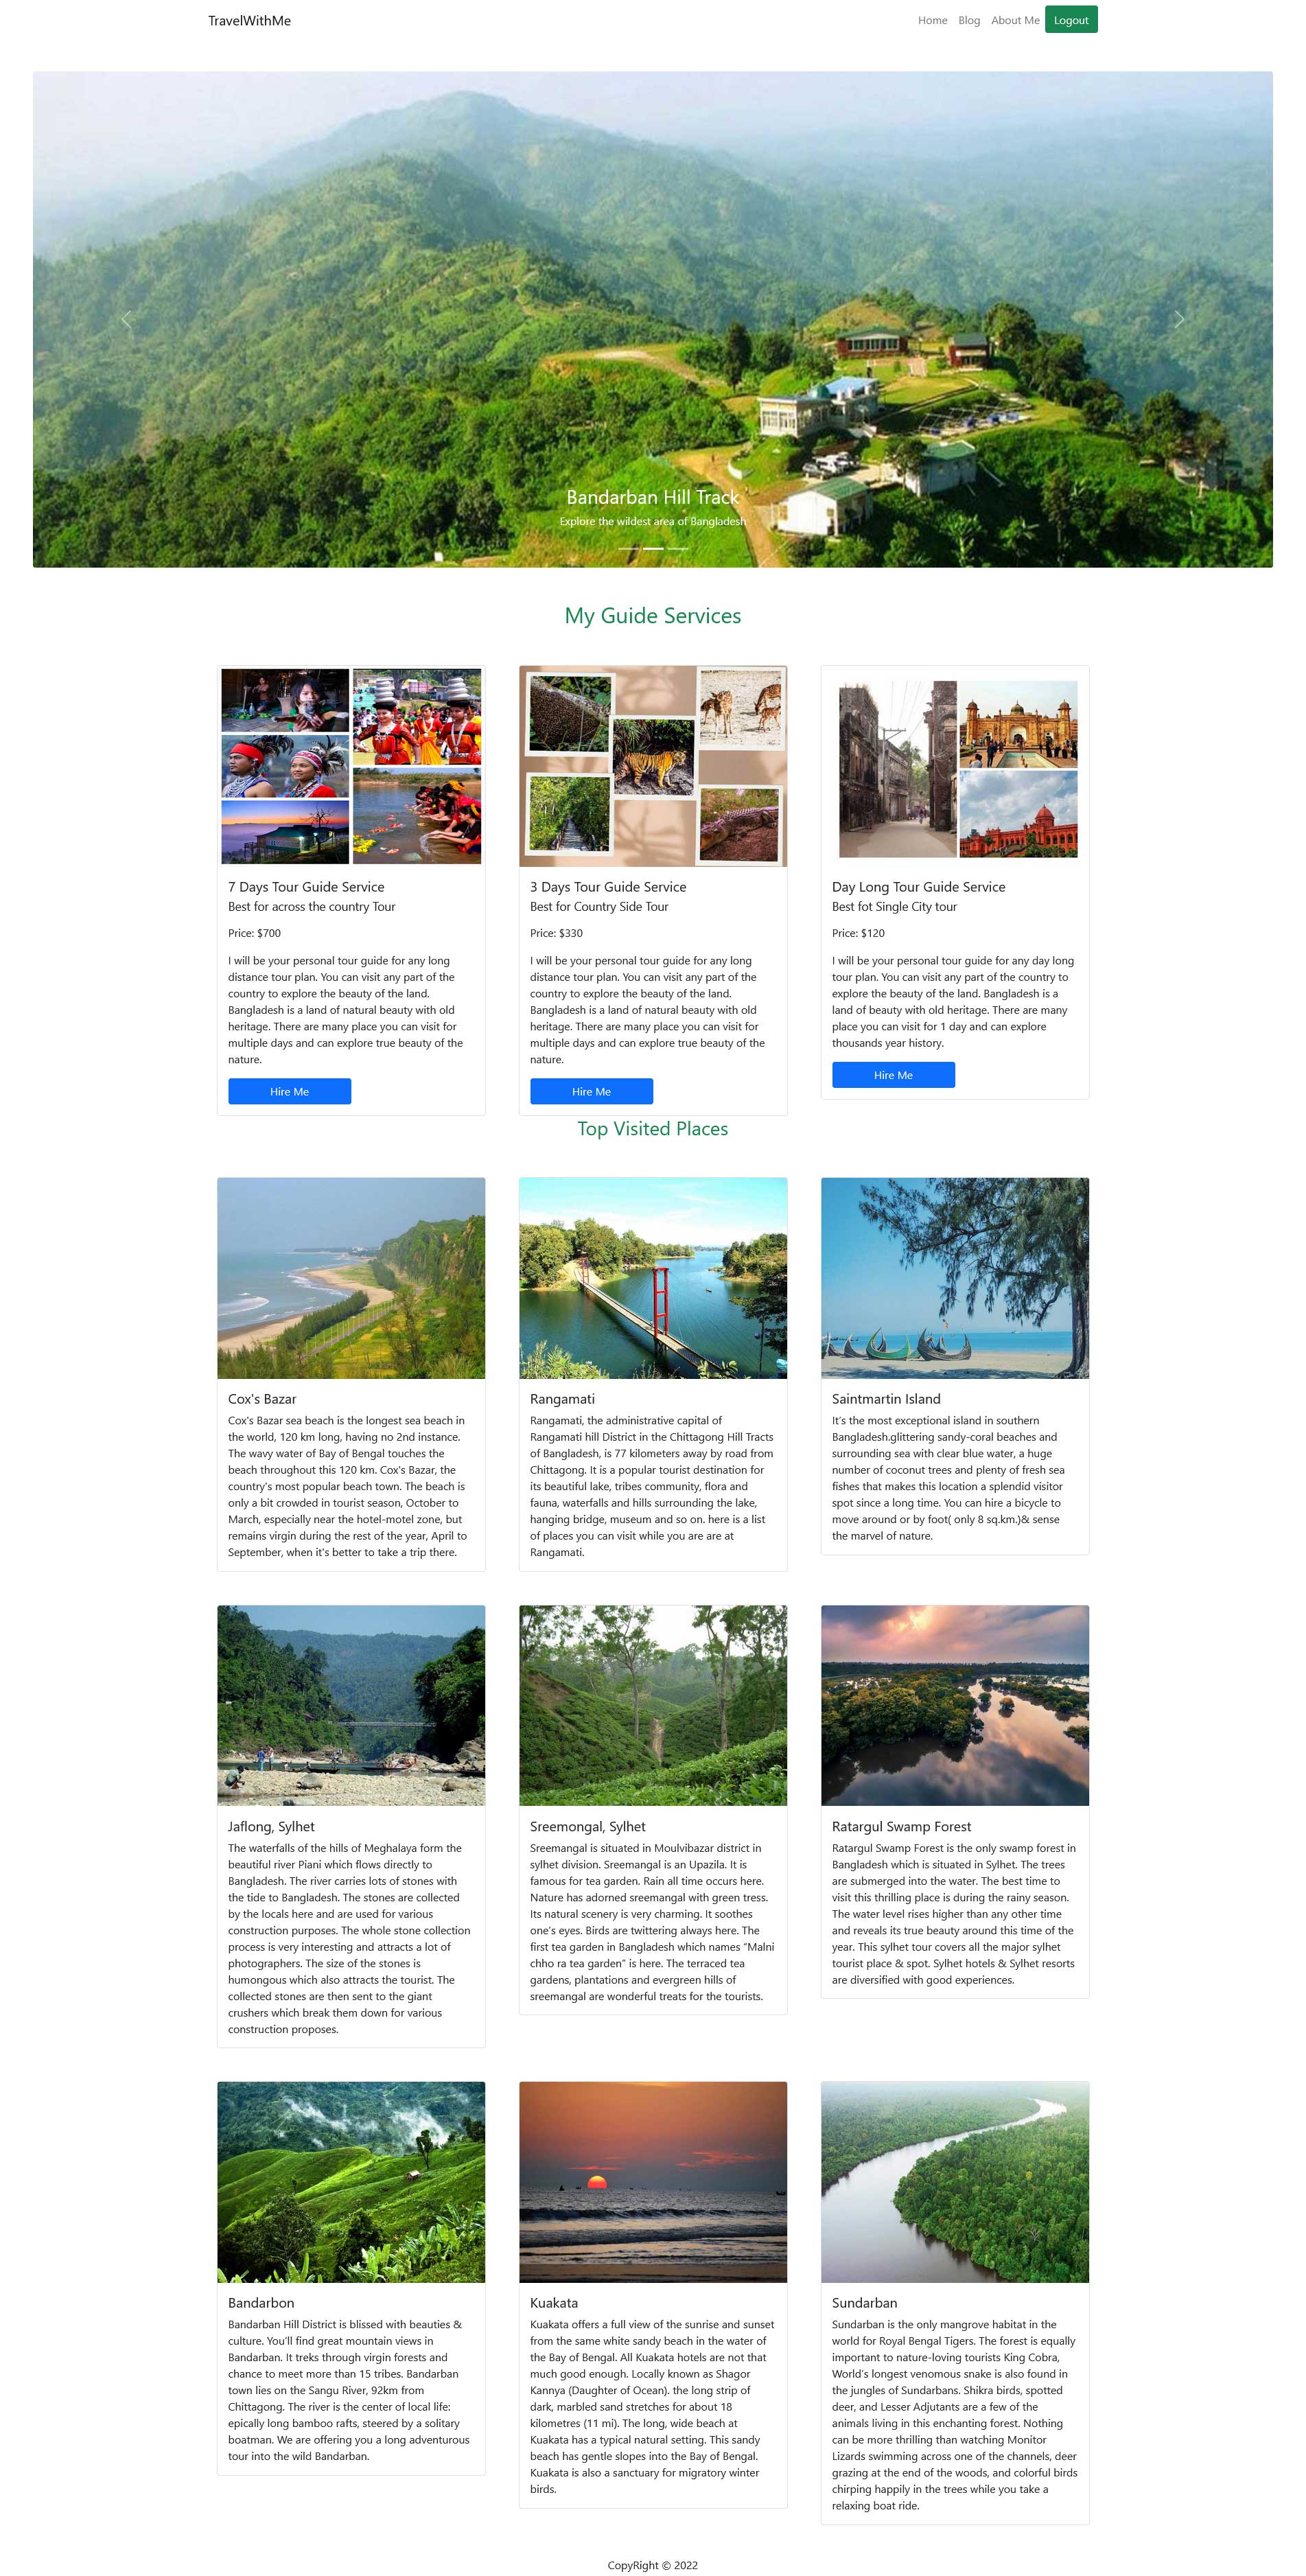 TravelWithMe
Home Blog About Me Logout
Bandarban Hill Track
Explore the wildest area of Bangladesh
My Guide Services
7 Days Tour Guide Service
Best for across the country Tour
Price: $700
I will be your personal tour guide for any long
distance tour plan. You can visit any part of the
country to explore the beauty of the land.
Bangladesh is a land of natural beauty with old
heritage. There are many place you can visit for
multiple days and can explore true beauty of the
nature.
Hire Me
3 Days Tour Guide Service
Best for Country Side Tour
Price: $330
I will be your personal tour guide for any long
distance tour plan. You can visit any part of the
country to explore the beauty of the land.
Bangladesh is a land of natural beauty with old
heritage. There are many place you can visit for
multiple days and can explore true beauty of the
nature.
Hire Me
Day Long Tour Guide Service
Best fot Single City tour
Price: $120
I will be your personal tour guide for any day long
tour plan. You can visit any part of the country to
explore the beauty of the land. Bangladesh is a
land of beauty with old heritage. There are many
place you can visit for 1 day and can explore
thousands year history.
Hire Me
Top Visited Places
Cox's Bazar
Cox's Bazar sea beach is the longest sea beach in
the world, 120 km long, having no 2nd instance.
The wavy water of Bay of Bengal touches the
beach throughout this 120 km. Cox's Bazar, the
country's most popular beach town. The beach is
only a bit crowded in tourist season, October to
March, especially near the hotel-motel zone, but
remains virgin during the rest of the year, April to
September, when it's better to take a trip there.
Rangamati
Rangamati, the administrative capital of
Rangamati hill District in the Chittagong Hill Tracts
of Bangladesh, is 77 kilometers away by road from
Chittagong. It is a popular tourist destination for
its beautiful lake, tribes community, flora and
fauna, waterfalls and hills surrounding the lake,
hanging bridge, museum and so on. here is a list
of places you can visit while you are are at
Rangamati.
Saintmartin Island
It's the most exceptional island in southern
Bangladesh.glittering sandy-coral beaches and
surrounding sea with clear blue water, a huge
number of coconut trees and plenty of fresh sea
fishes that makes this location a splendid visitor
spot since a long time. You can hire a bicycle to
move around or by foot( only 8 sq.km.)& sense
the marvel of nature.
Jaflong, Sylhet
The waterfalls of the hills of Meghalaya form the
beautiful river Piani which flows directly to
Bangladesh. The river carries lots of stones with
the tide to Bangladesh. The stones are collected
by the locals here and are used for various
construction purposes. The whole stone collection
process is very interesting and attracts a lot of
photographers. The size of the stones is
humongous which also attracts the tourist. The
collected stones are then sent to the giant
crushers which break them down for various
construction proposes.
Sreemongal, Sylhet
Sreemangal is situated in Moulvibazar district in
sylhet division. Sreemangal is an Upazila. It is
famous for tea garden. Rain all time occurs here.
Nature has adorned sreemangal with green tress.
Its natural scenery is very charming. It soothes
one's eyes. Birds are twittering always here. The
first tea garden in Bangladesh which names “Malni
chho ra tea garden” is here. The terraced tea
gardens, plantations and evergreen hills of
sreemangal are wonderful treats for the tourists.
Ratargul Swamp Forest
Ratargul Swamp Forest is the only swamp forest in
Bangladesh which is situated in Sylhet. The trees
are submerged into the water. The best time to
visit this thrilling place is during the rainy season.
The water level rises higher than any other time
and reveals its true beauty around this time of the
year. This sylhet tour covers all the major sylhet
tourist place & spot. Sylhet hotels & Sylhet resorts
are diversified with good experiences.
Bandarbon
Bandarban Hill District is blissed with beauties &
culture. You'll find great mountain views in
Bandarban. It treks through virgin forests and
chance to meet more than 15 tribes. Bandarban
town lies on the Sangu River, 92km from
Chittagong. The river is the center of local life:
epically long bamboo rafts, steered by a solitary
boatman. We are offering you a long adventurous
tour into the wild Bandarban.
Kuakata
Kuakata offers a full view of the sunrise and sunset
from the same white sandy beach in the water of
the Bay of Bengal. All Kuakata hotels are not that
much good enough. Locally known as Shagor
Kannya (Daughter of Ocean). the long strip of
dark, marbled sand stretches for about 18
kilometres (11 mi). The long, wide beach at
Kuakata has a typical natural setting. This sandy
beach has gentle slopes into the Bay of Bengal.
Kuakata is also a sanctuary for migratory winter
birds.
Sundarban
Sundarban is the only mangrove habitat in the
world for Royal Bengal Tigers. The forest is equally
important to nature-loving tourists King Cobra,
World's longest venomous snake is also found in
the jungles of Sundarbans. Shikra birds, spotted
deer, and Lesser Adjutants are a few of the
animals living in this enchanting forest. Nothing
can be more thrilling than watching Monitor
Lizards swimming across one of the channels, deer
grazing at the end of the woods, and colorful birds
chirping happily in the trees while you take a
relaxing boat ride.
CopyRight © 2022